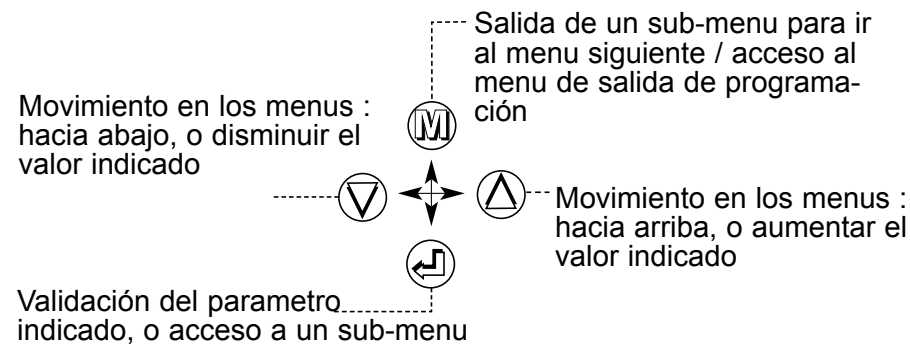 Salida de un sub-menu para ir
al menu siguiente / acceso al
menu de salida de programa-
ción
Movimiento en los menus :
hacia abajo, o disminuir el
valor indicado
M
Movimiento en los menus :
hacia arriba, o aumentar el
valor indicado
Validación del parametro
indicado, o acceso a un sub-menu